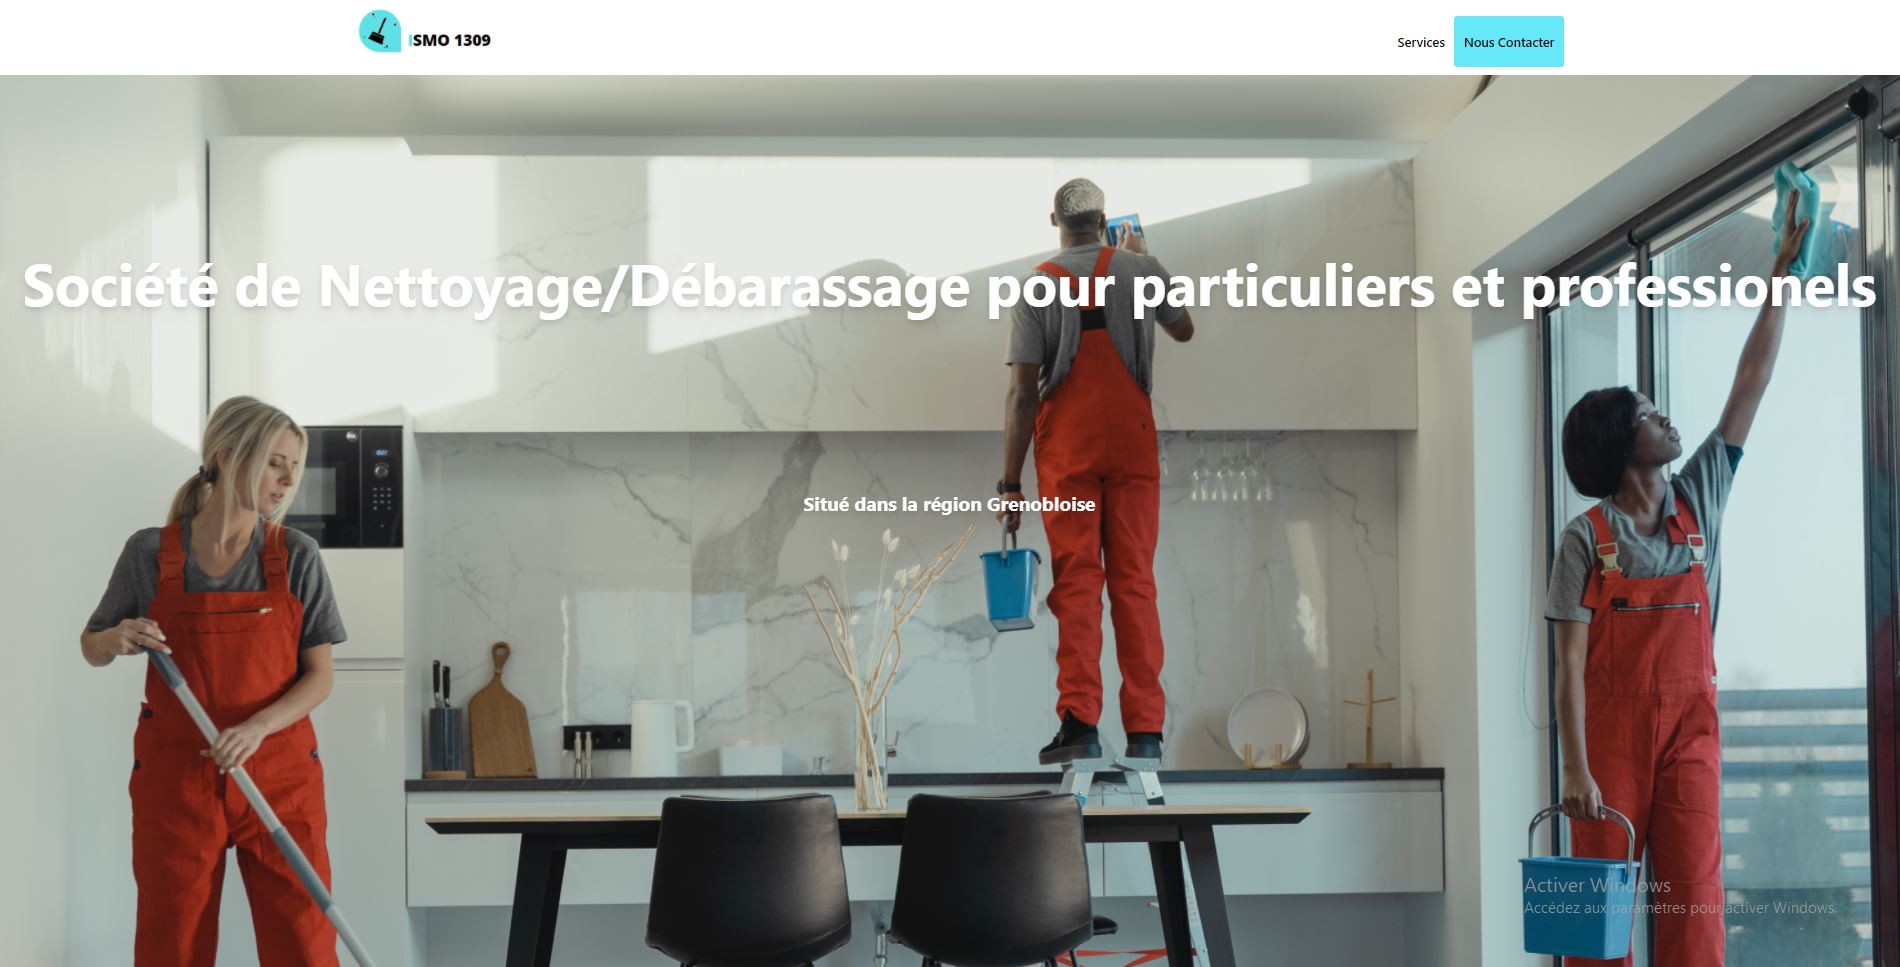 ISMO 1309
Services
Nous Contacter
Société de Nettoyage/Débarassage pour particuliers et professionels
Situé dans la région Grenobloise
Activer Windows
Accédez aux paramètres pour activer Windows.